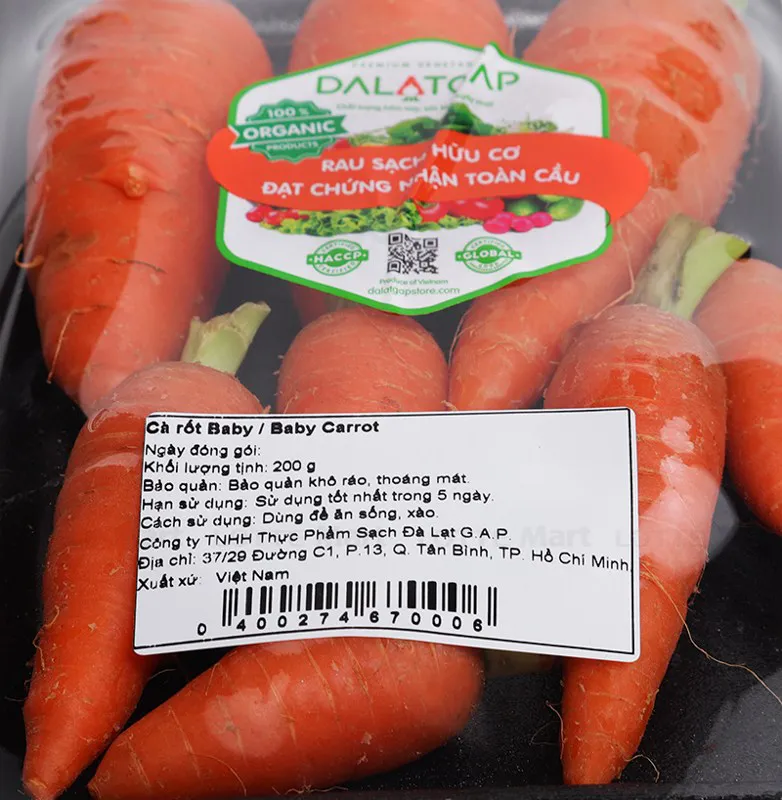 PREMIUM
DALATGAP
100%
ORGANIC
PRODUCTS
RAU SẠCH HỮU CƠ
ĐẠT CHỨNG NHẬN TOÀN CẦU
CERTIFIED
HACCP
CERTIFIED
GLOBAL
Produce of Vietnam
dalatgapstore.com
Cà rốt Baby / Baby Carrot
Ngày đóng gói:
Khối lượng tịnh: 200 g
Bảo quản: Bảo quản khô ráo, thoáng mát.
Hạn sử dụng: Sử dụng tốt nhất trong 5 ngày.
Cách sử dụng: Dùng để ăn sống, xào.
Công ty TNHH Thực Phẩm Sạch Đà Lạt G.A.P.
Địa chỉ: 37/29 Đường C1, P.13, Q. Tân Bình, TP. Hồ Chí Minh
Xuất xứ: Việt Nam
0 400274 670006
Mart